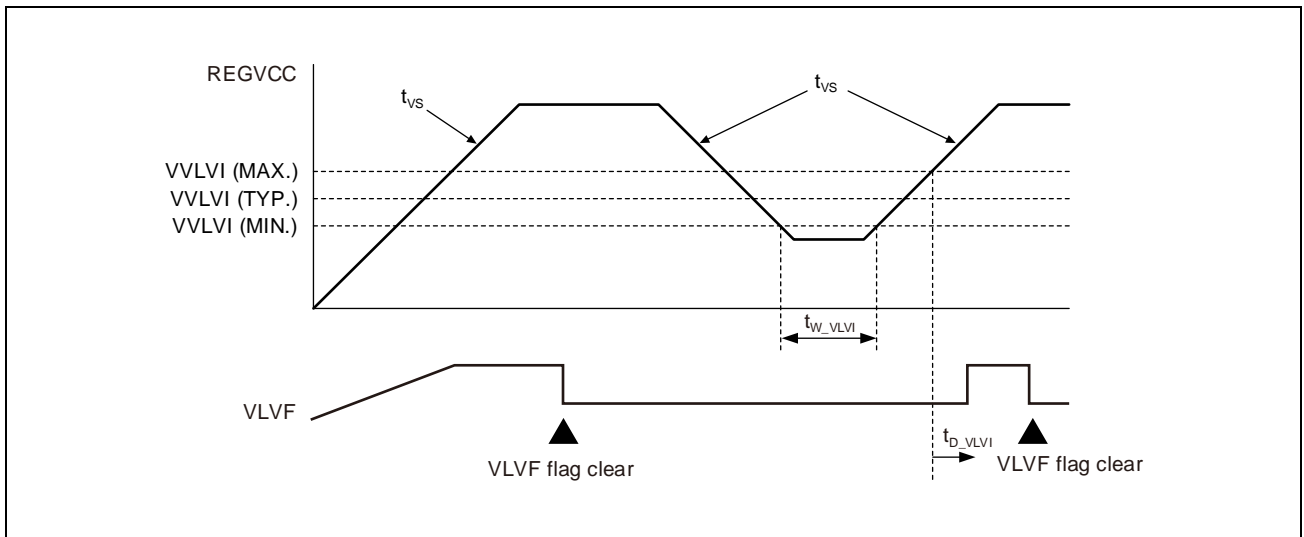 REGVCC
tVS
tVS
VVLVI (MAX.)
VVLVI (TYP.)
VVLVI (MIN.)
tW_VLVI
VLVF
tD_VLVI
VLVF flag clear
VLVF flag clear